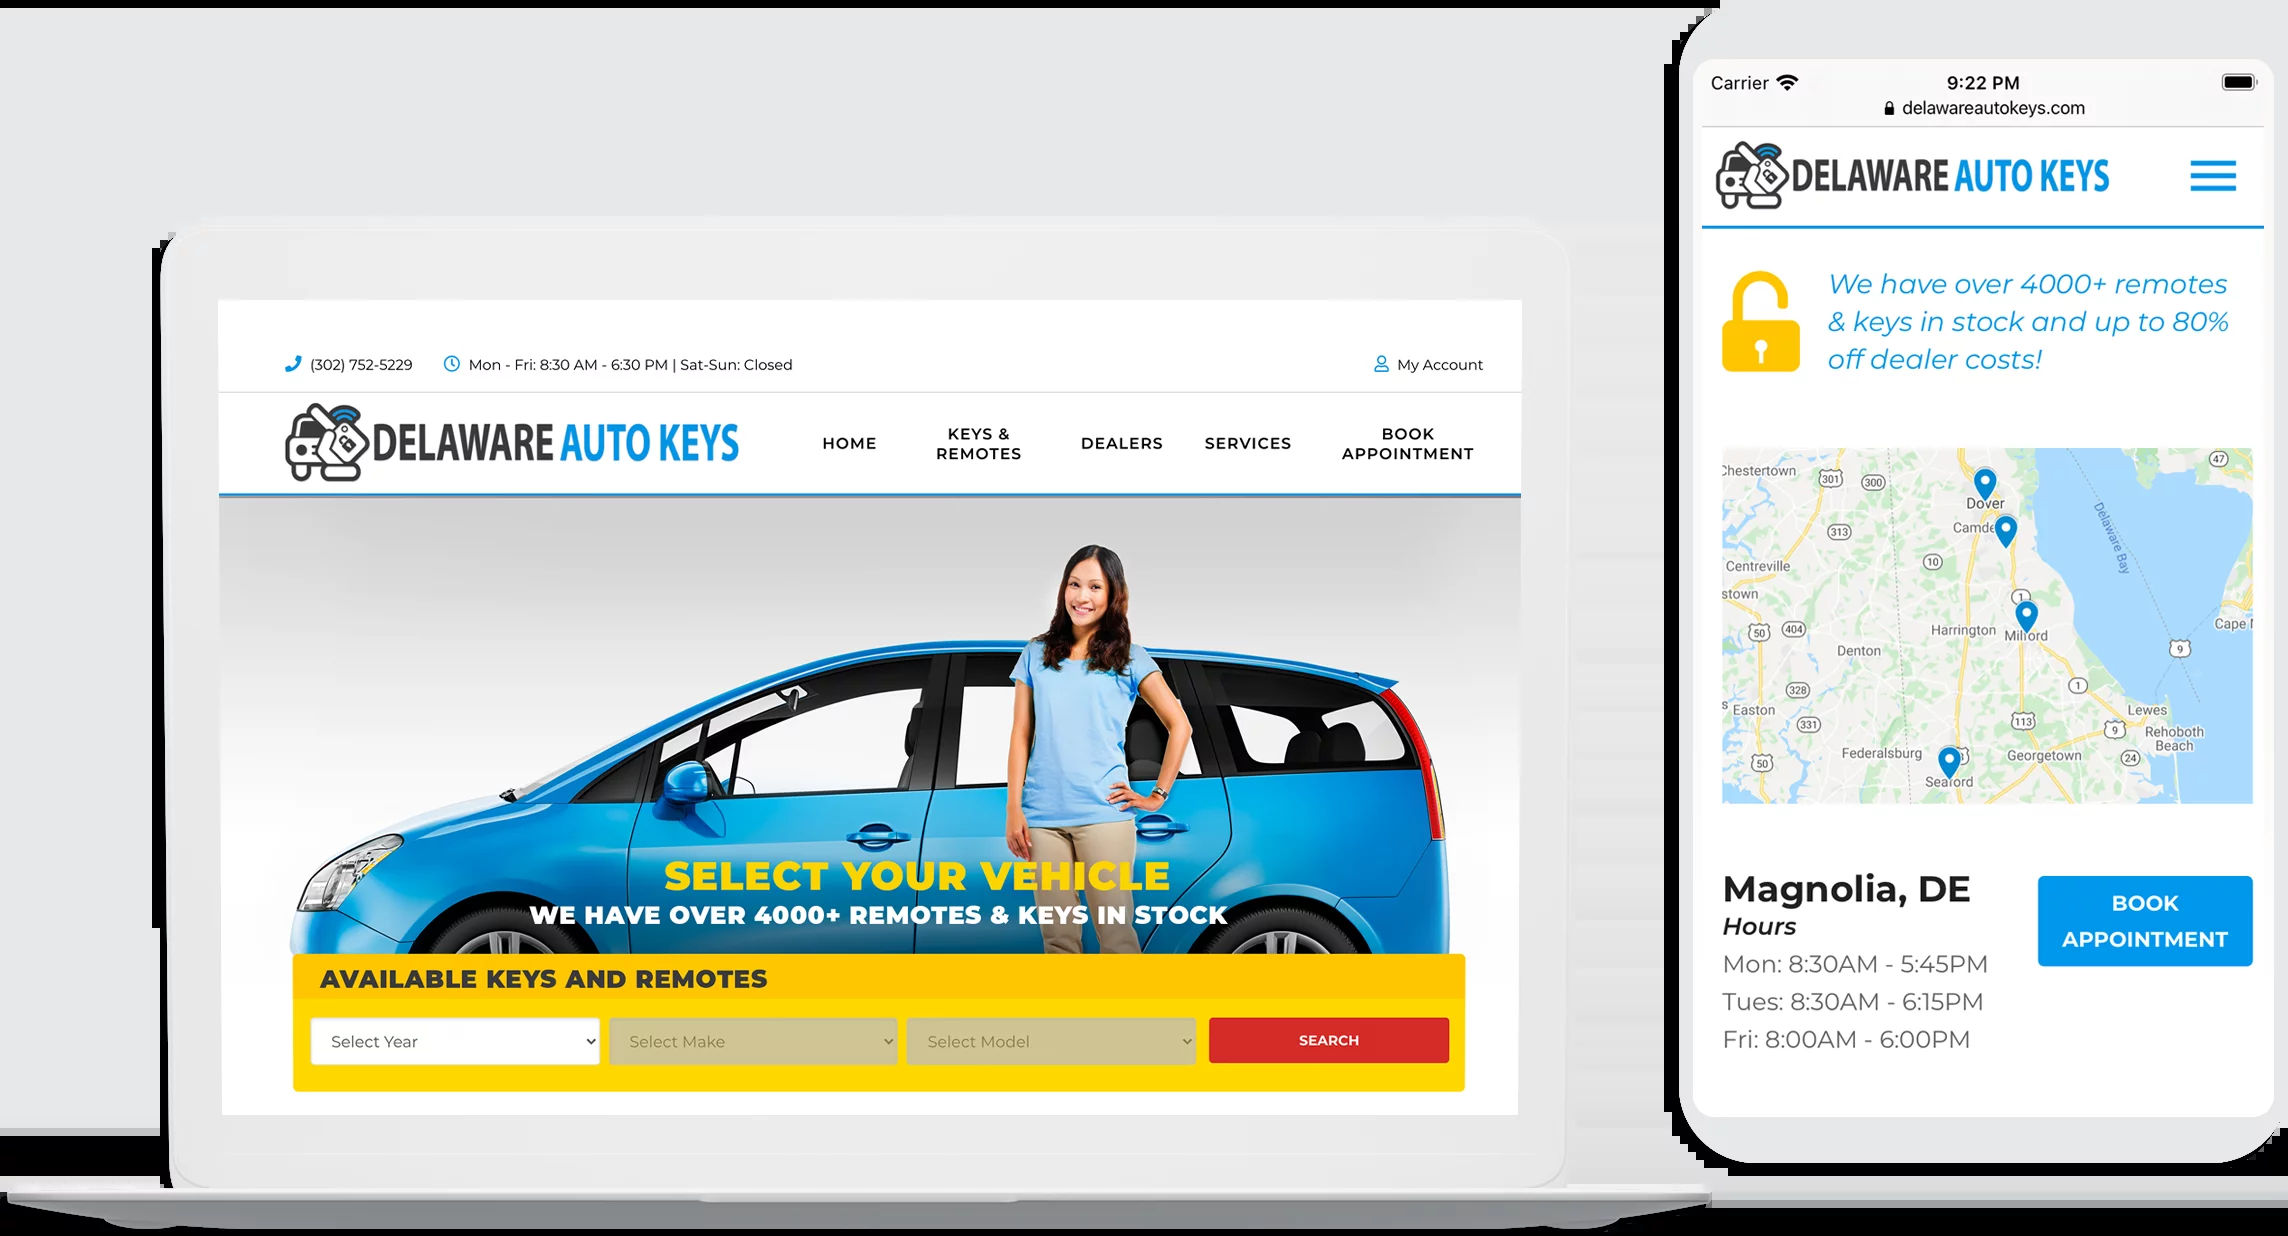 (302) 752-5229
Mon - Fri: 8:30 AM - 6:30 PM | Sat-Sun: Closed
My Account
DELAWARE AUTO KEYS
HOME
KEYS &
REMOTES
DEALERS
SERVICES
BOOK
APPOINTMENT
SELECT YOUR VEHICLE
WE HAVE OVER 4000+ REMOTES & KEYS IN STOCK
AVAILABLE KEYS AND REMOTES
Select Year
Select Make
Select Model
SEARCH
Carrier
9:22 PM
delawareautokeys.com
DELAWARE AUTO KEYS
We have over 4000+ remotes
& keys in stock and up to 80%
off dealer costs!
47
Chestertown
301
300
Dover
Camde
313
Delaware Bay
10
Centreville
stown
1
50
404
Harrington
Milford
Cape
9
Denton
328
1
s
Easton
Lewes
331
113
9
Rehoboth
Beach
Federalsburg
Georgetown
24
50
Seaford
Magnolia, DE
Hours
Mon: 8:30AM - 5:45PM
Tues: 8:30AM - 6:15PM
Fri: 8:00AM - 6:00PM
BOOK
APPOINTMENT